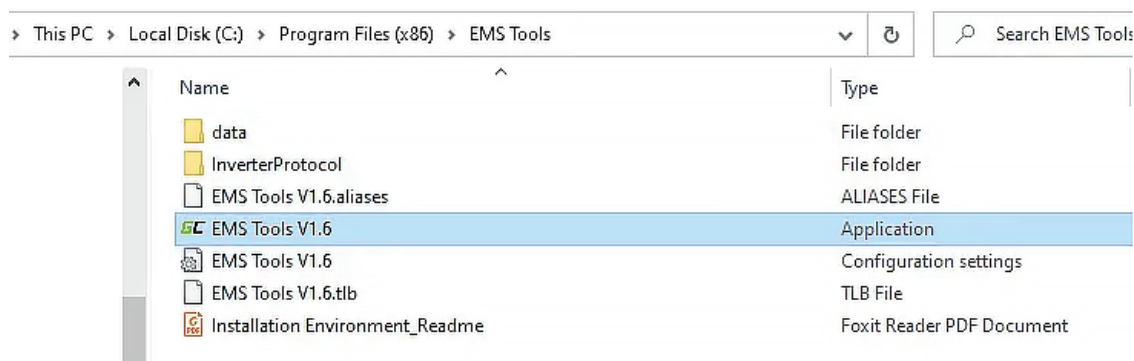 This PC > Local Disk (C:) > Program Files (x86) > EMS Tools Search EMS Tools
Name Type
data File folder
InverterProtocol File folder
EMS Tools V1.6.aliases ALIASES File
GC EMS Tools V1.6 Application
EMS Tools V1.6 Configuration settings
EMS Tools V1.6.tlb TLB File
PDF Installation Environment_Readme Foxit Reader PDF Document